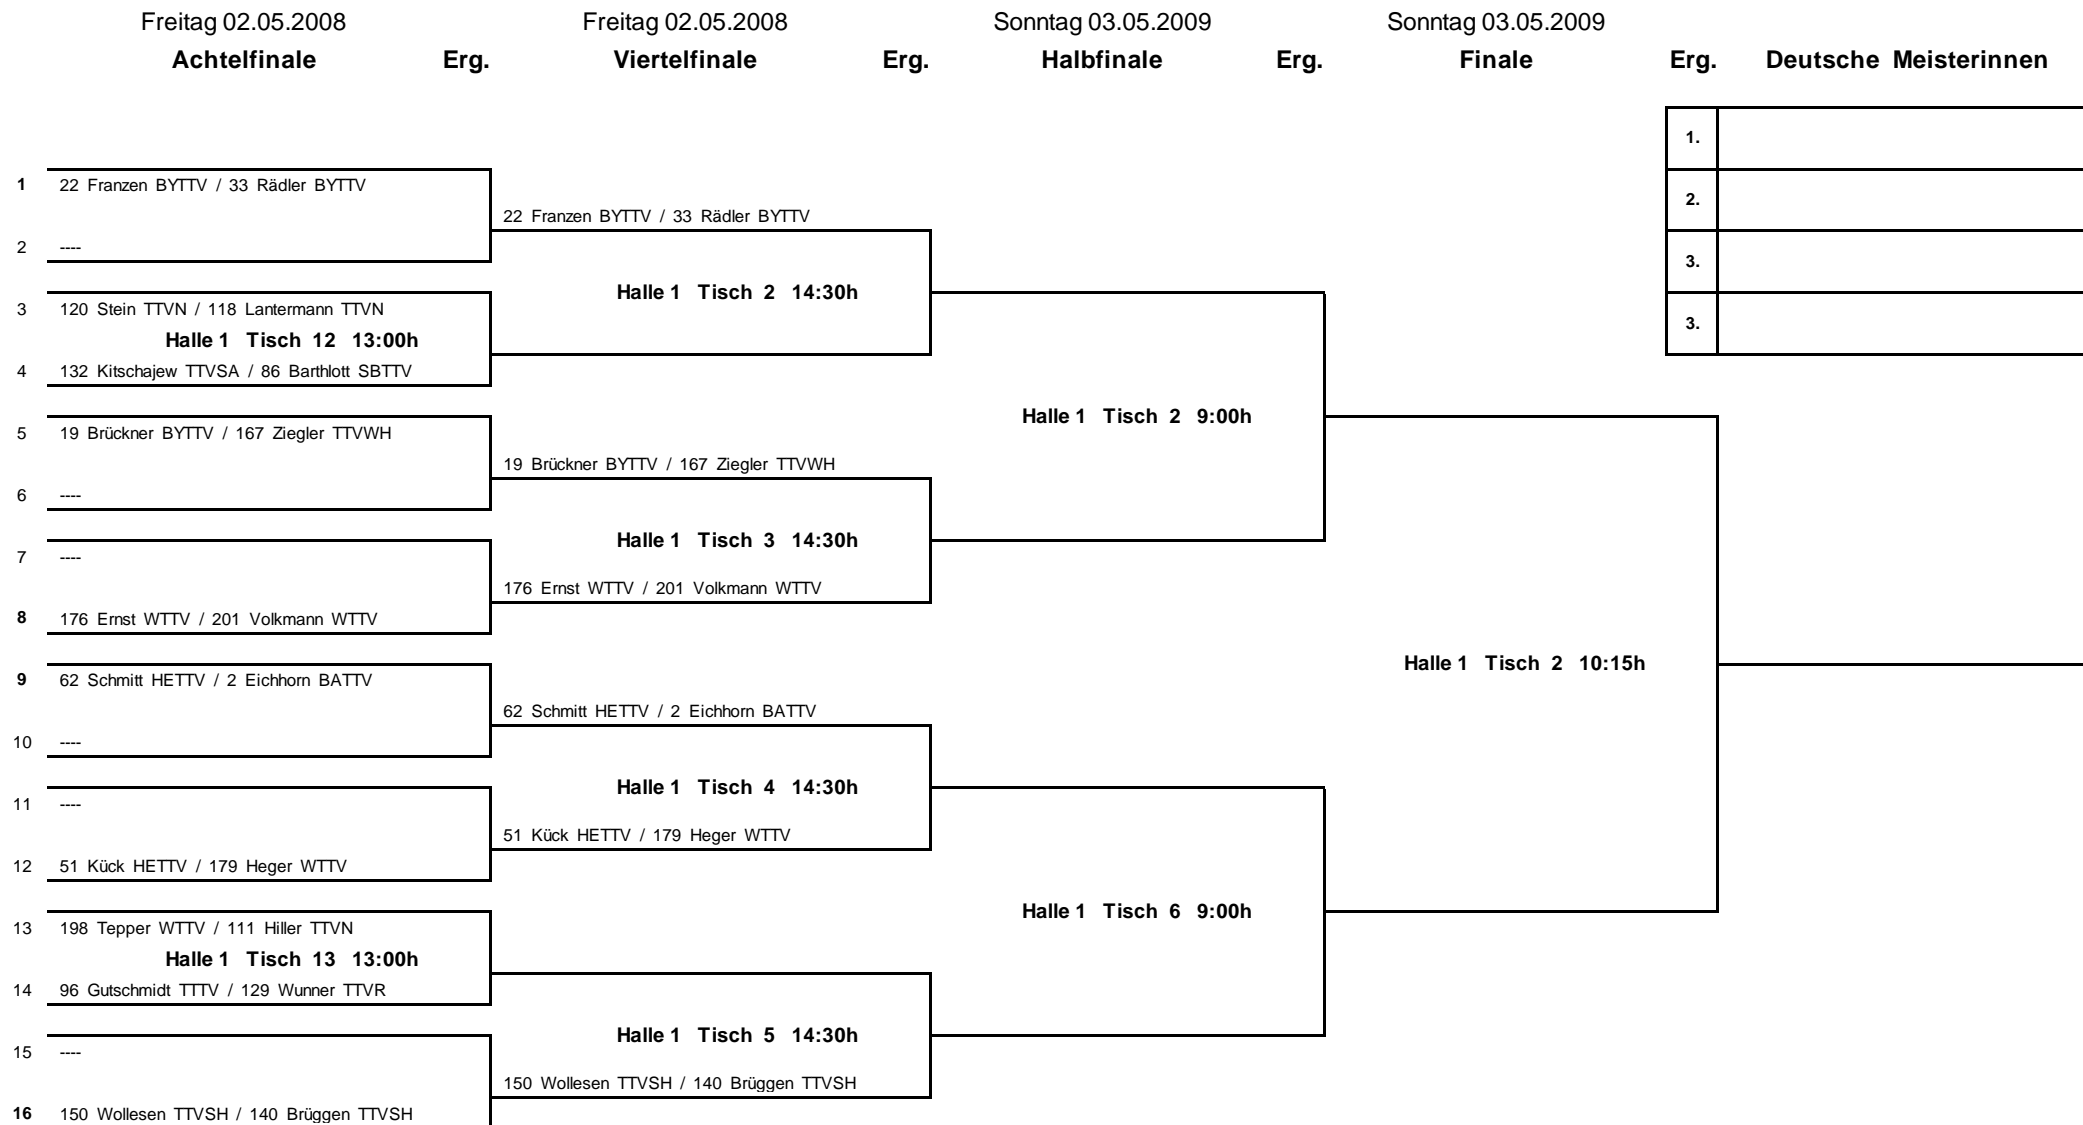 Freitag 02.05.2008 Freitag 02.05.2008 Sonntag 03.05.2009 Sonntag 03.05.2009
Achtelfinale Erg. Viertelfinale Erg. Halbfinale Erg. Finale Erg. Deutsche Meisterinnen
1.
1 22 Franzen BYTTV / 33 Rädler BYTTV
2.
22 Franzen BYTTV / 33 Rädler BYTTV
2 ----
3.
Halle 1 Tisch 2 14:30h
3 120 Stein TTVN / 118 Lantermann TTVN
3.
Halle 1 Tisch 12 13:00h
4 132 Kitschajew TTVSA / 86 Barthlott SBTTV
Halle 1 Tisch 2 9:00h
5 19 Brückner BYTTV / 167 Ziegler TTVWH
19 Brückner BYTTV / 167 Ziegler TTVWH
6 ----
Halle 1 Tisch 3 14:30h
7 ----
176 Ernst WTTV / 201 Volkmann WTTV
8 176 Ernst WTTV / 201 Volkmann WTTV
Halle 1 Tisch 2 10:15h
9 62 Schmitt HETTV / 2 Eichhorn BATTV
62 Schmitt HETTV / 2 Eichhorn BATTV
10 ----
Halle 1 Tisch 4 14:30h
11 ----
51 Kück HETTV / 179 Heger WTTV
12 51 Kück HETTV / 179 Heger WTTV
Halle 1 Tisch 6 9:00h
13 198 Tepper WTTV / 111 Hiller TTVN
Halle 1 Tisch 13 13:00h
14 96 Gutschmidt TTTV / 129 Wunner TTVR
Halle 1 Tisch 5 14:30h
15 ----
150 Wollesen TTVSH / 140 Brüggen TTVSH
16 150 Wollesen TTVSH / 140 Brüggen TTVSH